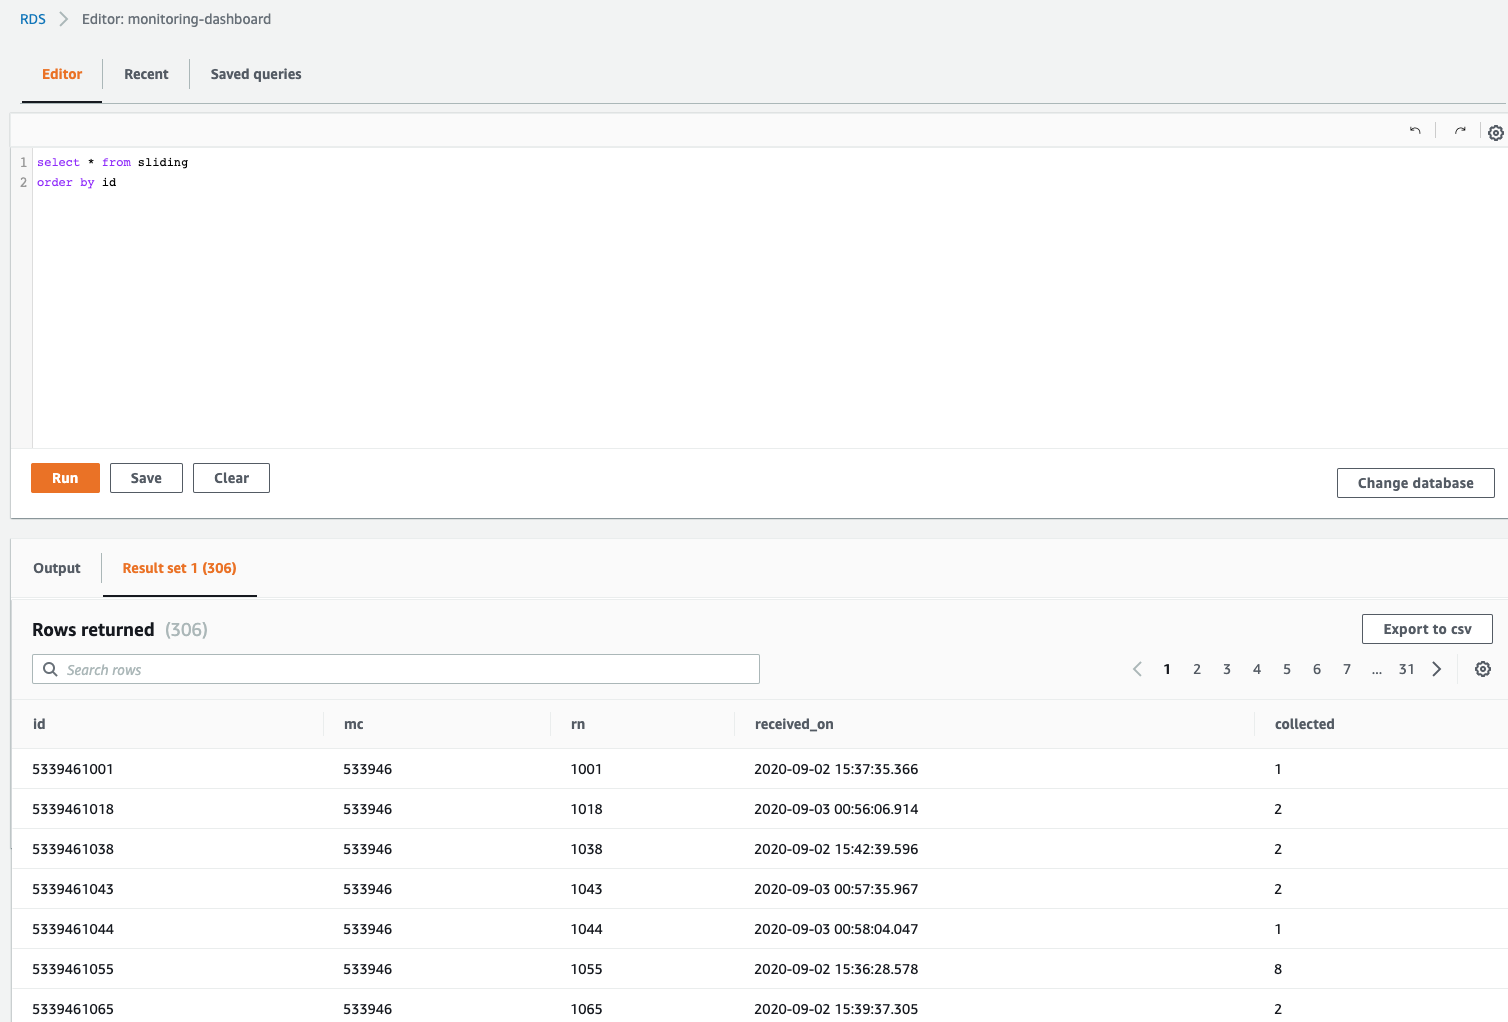 RDS Editor: monitoring-dashboard
Editor Recent Saved queries
1 select * from sliding
2 order by id
Run Save Clear Change database
Output Result set 1 (306)
Rows returned (306) Export to csv
Search rows 1 2 3 4 5 6 7 ... 31
id mc rn received_on collected
5339461001 533946 1001 2020-09-02 15:37:35.366 1
5339461018 533946 1018 2020-09-03 00:56:06.914 2
5339461038 533946 1038 2020-09-02 15:42:39.596 2
5339461043 533946 1043 2020-09-03 00:57:35.967 2
5339461044 533946 1044 2020-09-03 00:58:04.047 1
5339461055 533946 1055 2020-09-02 15:36:28.578 8
5339461065 533946 1065 2020-09-02 15:39:37.305 2